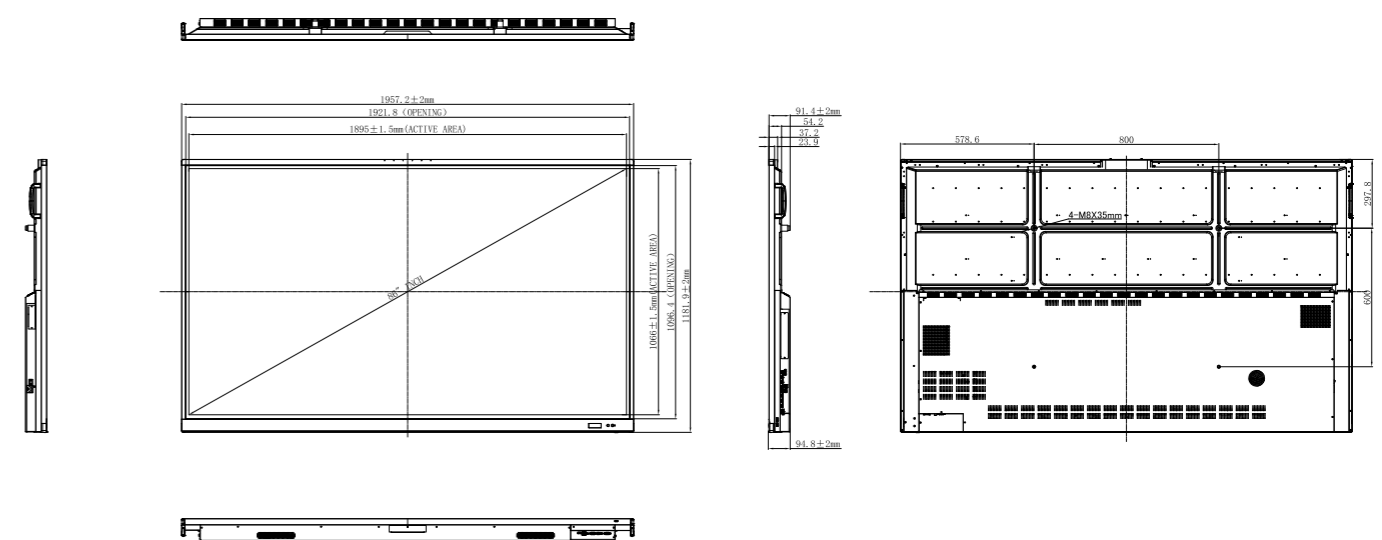 1957.2±2mm
1921.8 (OPENING)
1895±1.5mm(ACTIVE AREA)
86" INCH
1066±1.5mm(ACTIVE AREA)
1096.4 (OPENING)
1181.9±2mm
91.4±2mm
54.2
37.2
23.9
94.8±2mm
578.6
800
4-M8X35mm
297.8
600